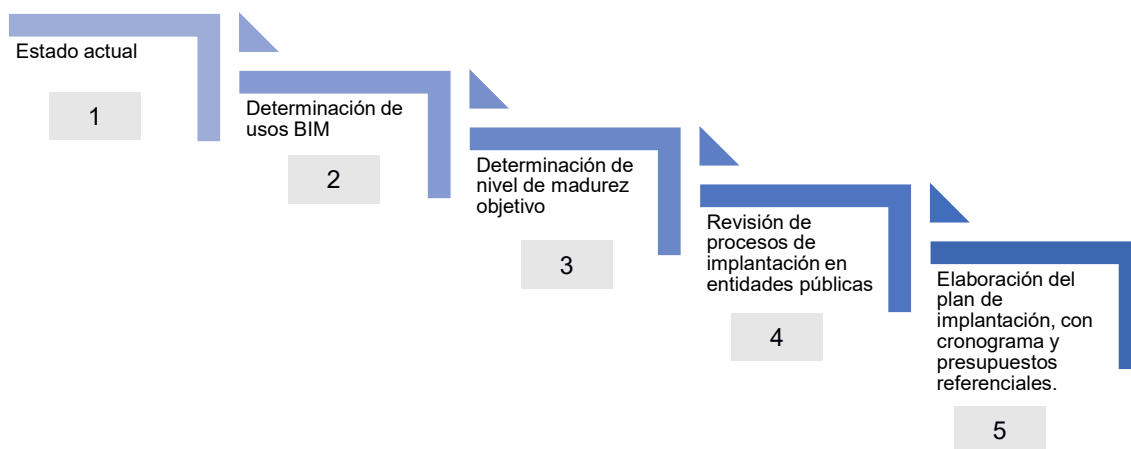 Estado actual
1
Determinación de
usos BIM
2
Determinación de
nivel de madurez
objetivo
3
Revisión de
procesos de
implantación en
entidades públicas
4
Elaboración del
plan de
implantación, con
cronograma y
presupuestos
referenciales.
5